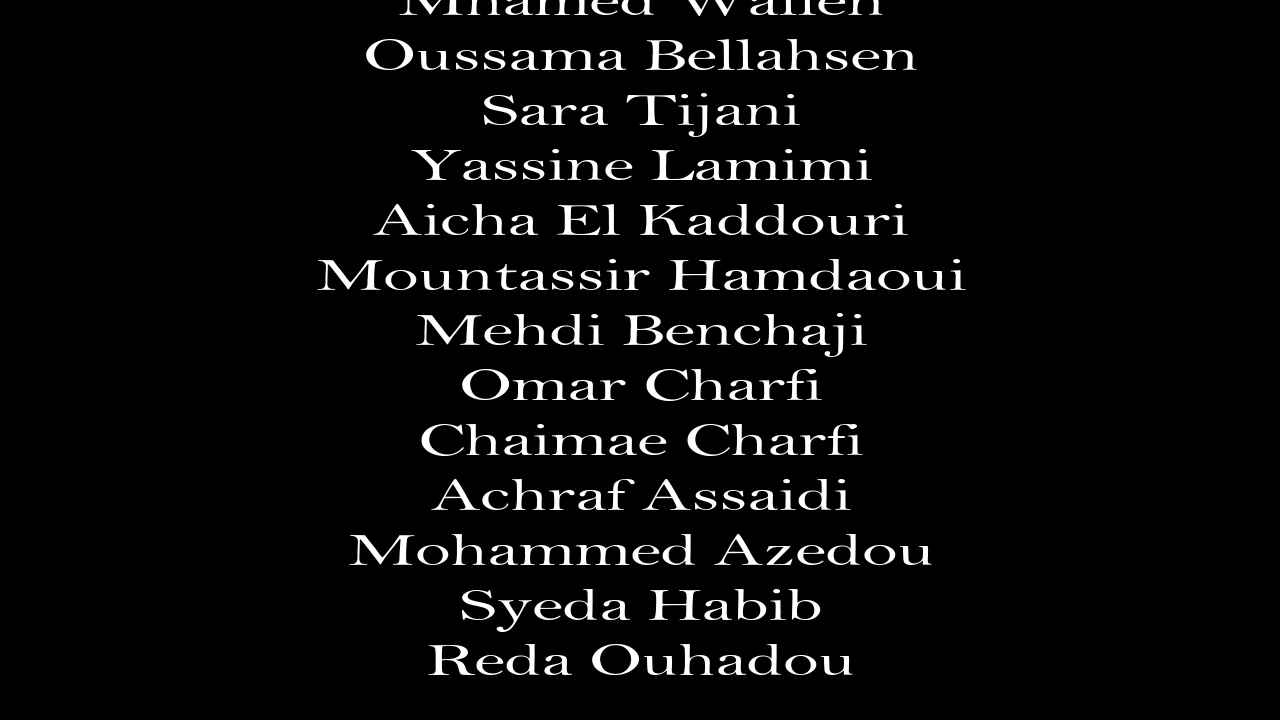 Mhamed
Oussama Bellahsen
Sara Tijani
Yassine Lamimi
Aicha El Kaddouri
Mountassir Hamdaoui
Mehdi Benchaji
Omar Charfi
Chaimae Charfi
Achraf Assaidi
Mohammed Azedou
Syeda Habib
Reda Ouhadou